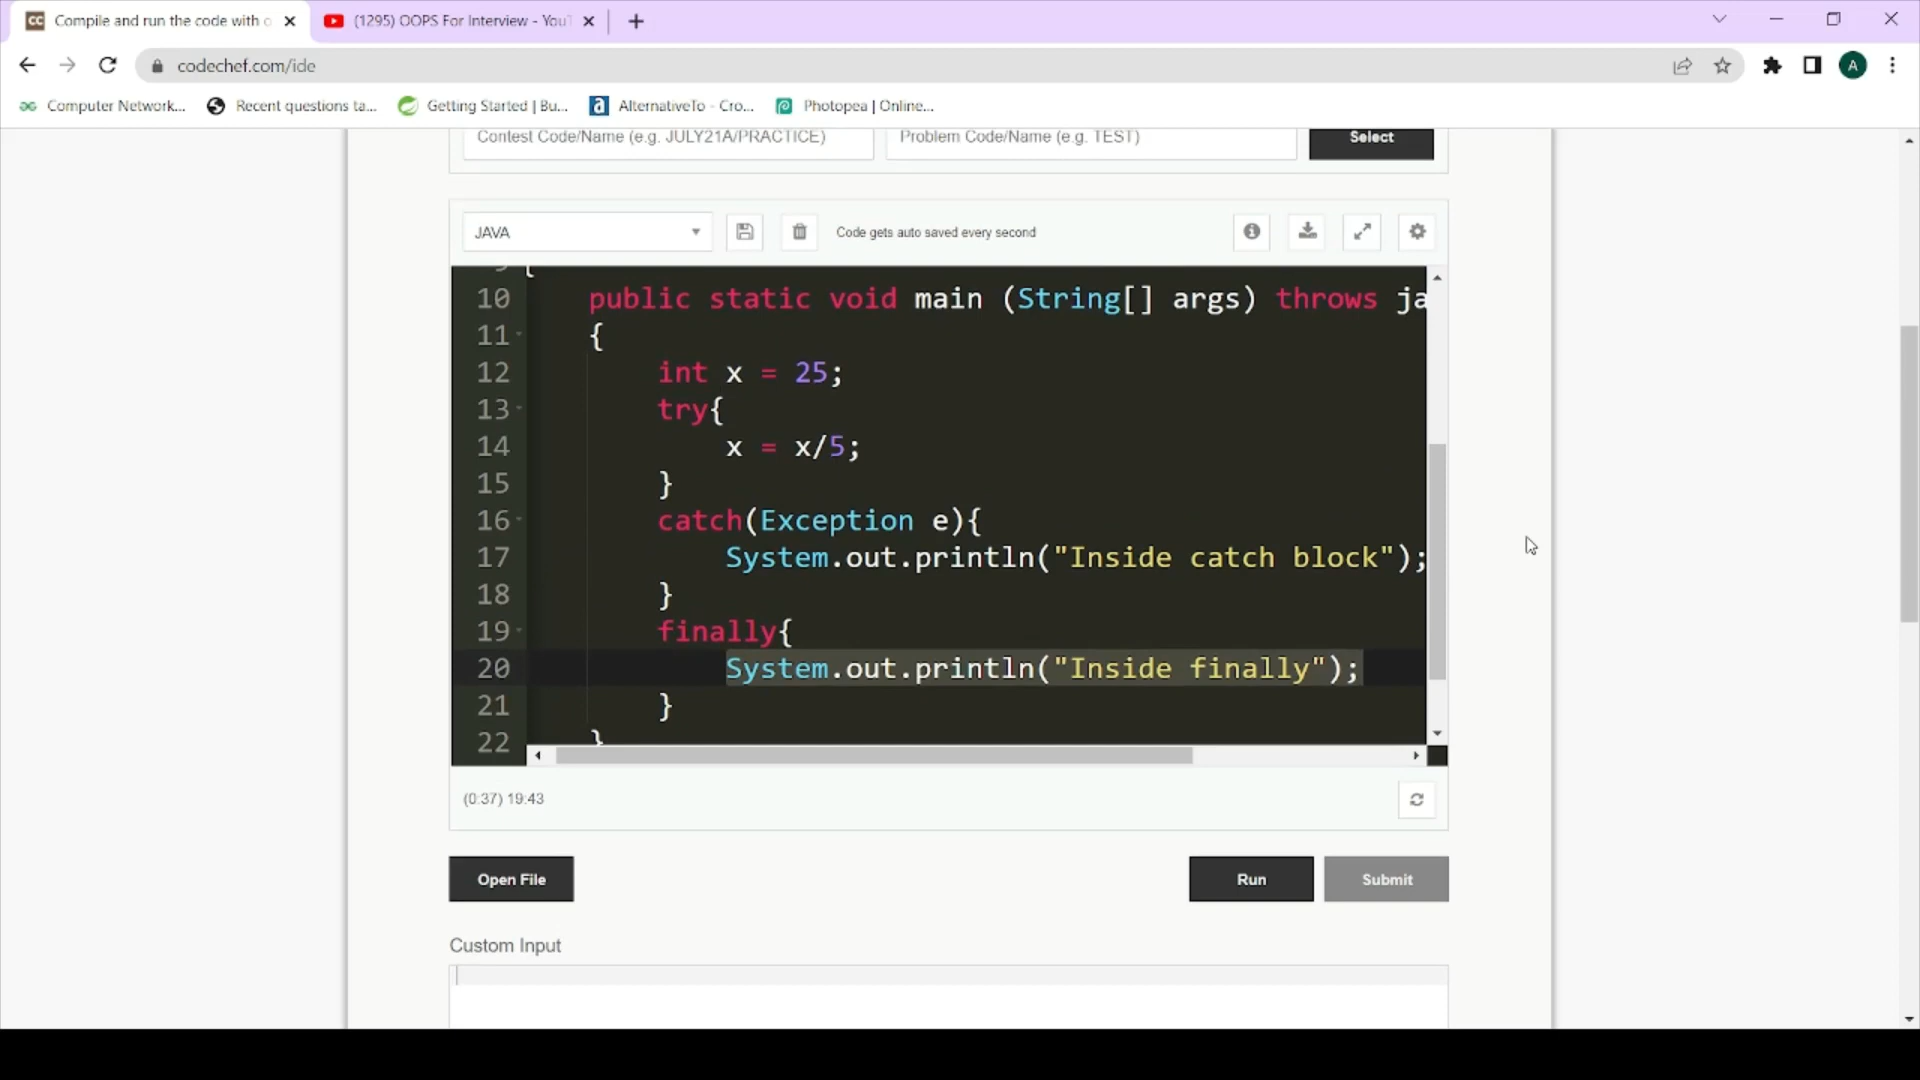 CC Compile and run the code with o
(1295) OOPS For Interview - You
codechef.com/ide
A
Computer Network...
Recent questions ta...
Getting Started | Bu...
a AlternativeTo - Cro...
Photopea | Online...
Contest Code/Name (e.g. JULY21A/PRACTICE)
Problem Code/Name (e.g. TEST)
Select
JAVA
Code gets auto saved every second
9 {
10 public static void main (String[] args) throws ja
11 {
12 int x = 25;
13 try{
14 x = x/5;
15 }
16 catch(Exception e){
17 System.out.println("Inside catch block");
18 }
19 finally{
20 System.out.println("Inside finally");
21 }
22 }
(0:37) 19:43
Open File
Run
Submit
Custom Input